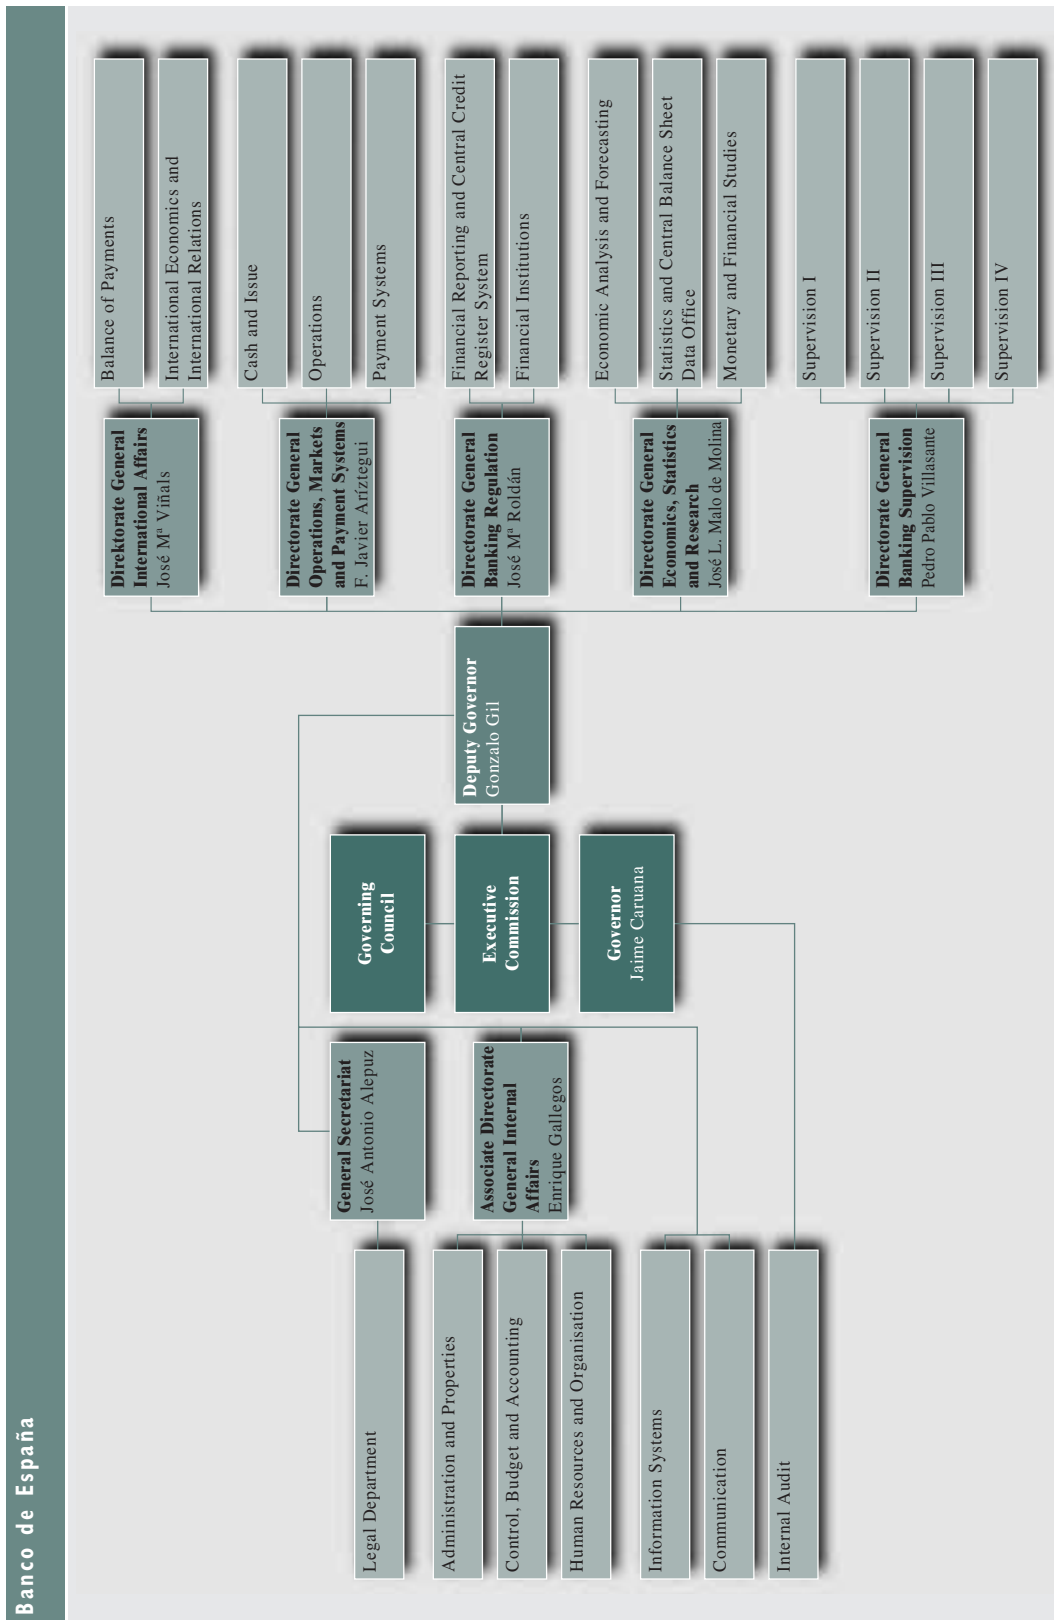 Banco de España
Legal Department
Administration and Properties
Control, Budget and Accounting
Human Resources and Organisation
Information Systems
Communication
Internal Audit
General Secretariat
José Antonio Alepuz
Associate Directorate
General Internal
Affairs
Enrique Gallegos
Governing
Council
Executive
Commission
Governor
Jaime Caruana
Deputy Governor
Gonzalo Gil
Direktorate General
International Affairs
José Mª Viñals
Directorate General
Operations, Markets
and Payment Systems
F. Javier Aríztegui
Directorate General
Banking Regulation
José Mª Roldán
Directorate General
Economics, Statistics
and Research
José L. Malo de Molina
Directorate General
Banking Supervision
Pedro Pablo Villasante
Balance of Payments
International Economics and
International Relations
Cash and Issue
Operations
Payment Systems
Financial Reporting and Central Credit
Register System
Financial Institutions
Economic Analysis and Forecasting
Statistics and Central Balance Sheet
Data Office
Monetary and Financial Studies
Supervision I
Supervision II
Supervision III
Supervision IV